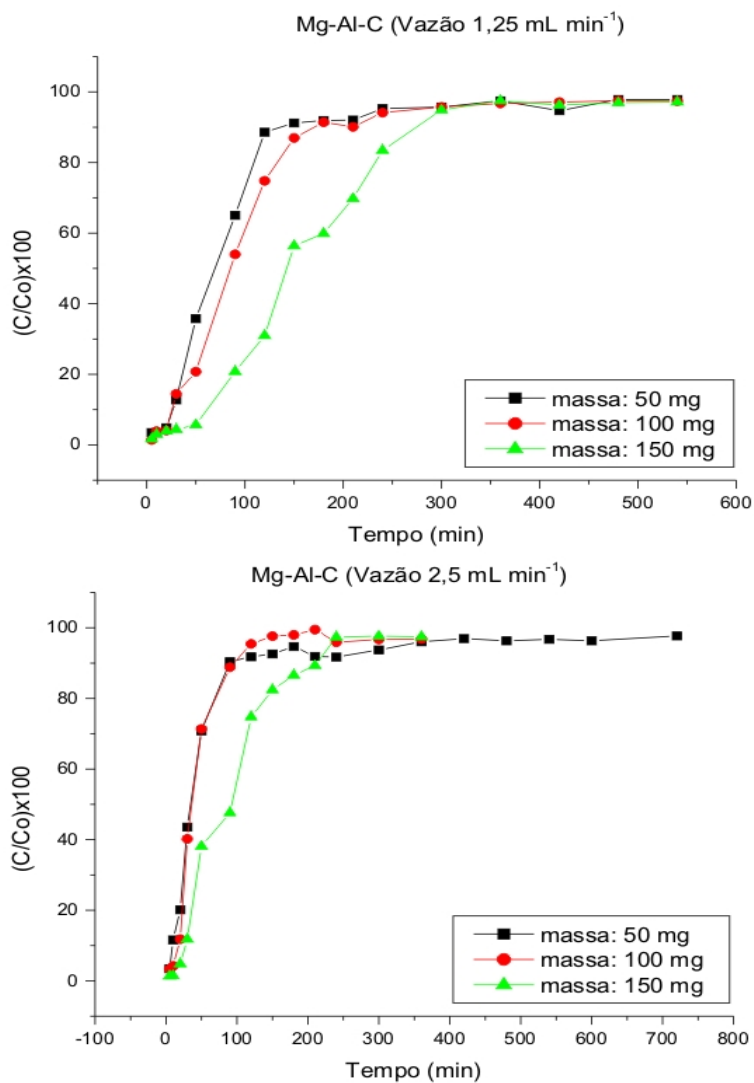 Mg-Al-C (Vazão 1,25 mL min⁻¹)
(C/Co)x100
100
80
60
40
20
0
massa: 50 mg
massa: 100 mg
massa: 150 mg
0 100 200 300 400 500 600
Tempo (min)
Mg-Al-C (Vazão 2,5 mL min⁻¹)
(C/Co)x100
100
80
60
40
20
0
massa: 50 mg
massa: 100 mg
massa: 150 mg
-100 0 100 200 300 400 500 600 700 800
Tempo (min)